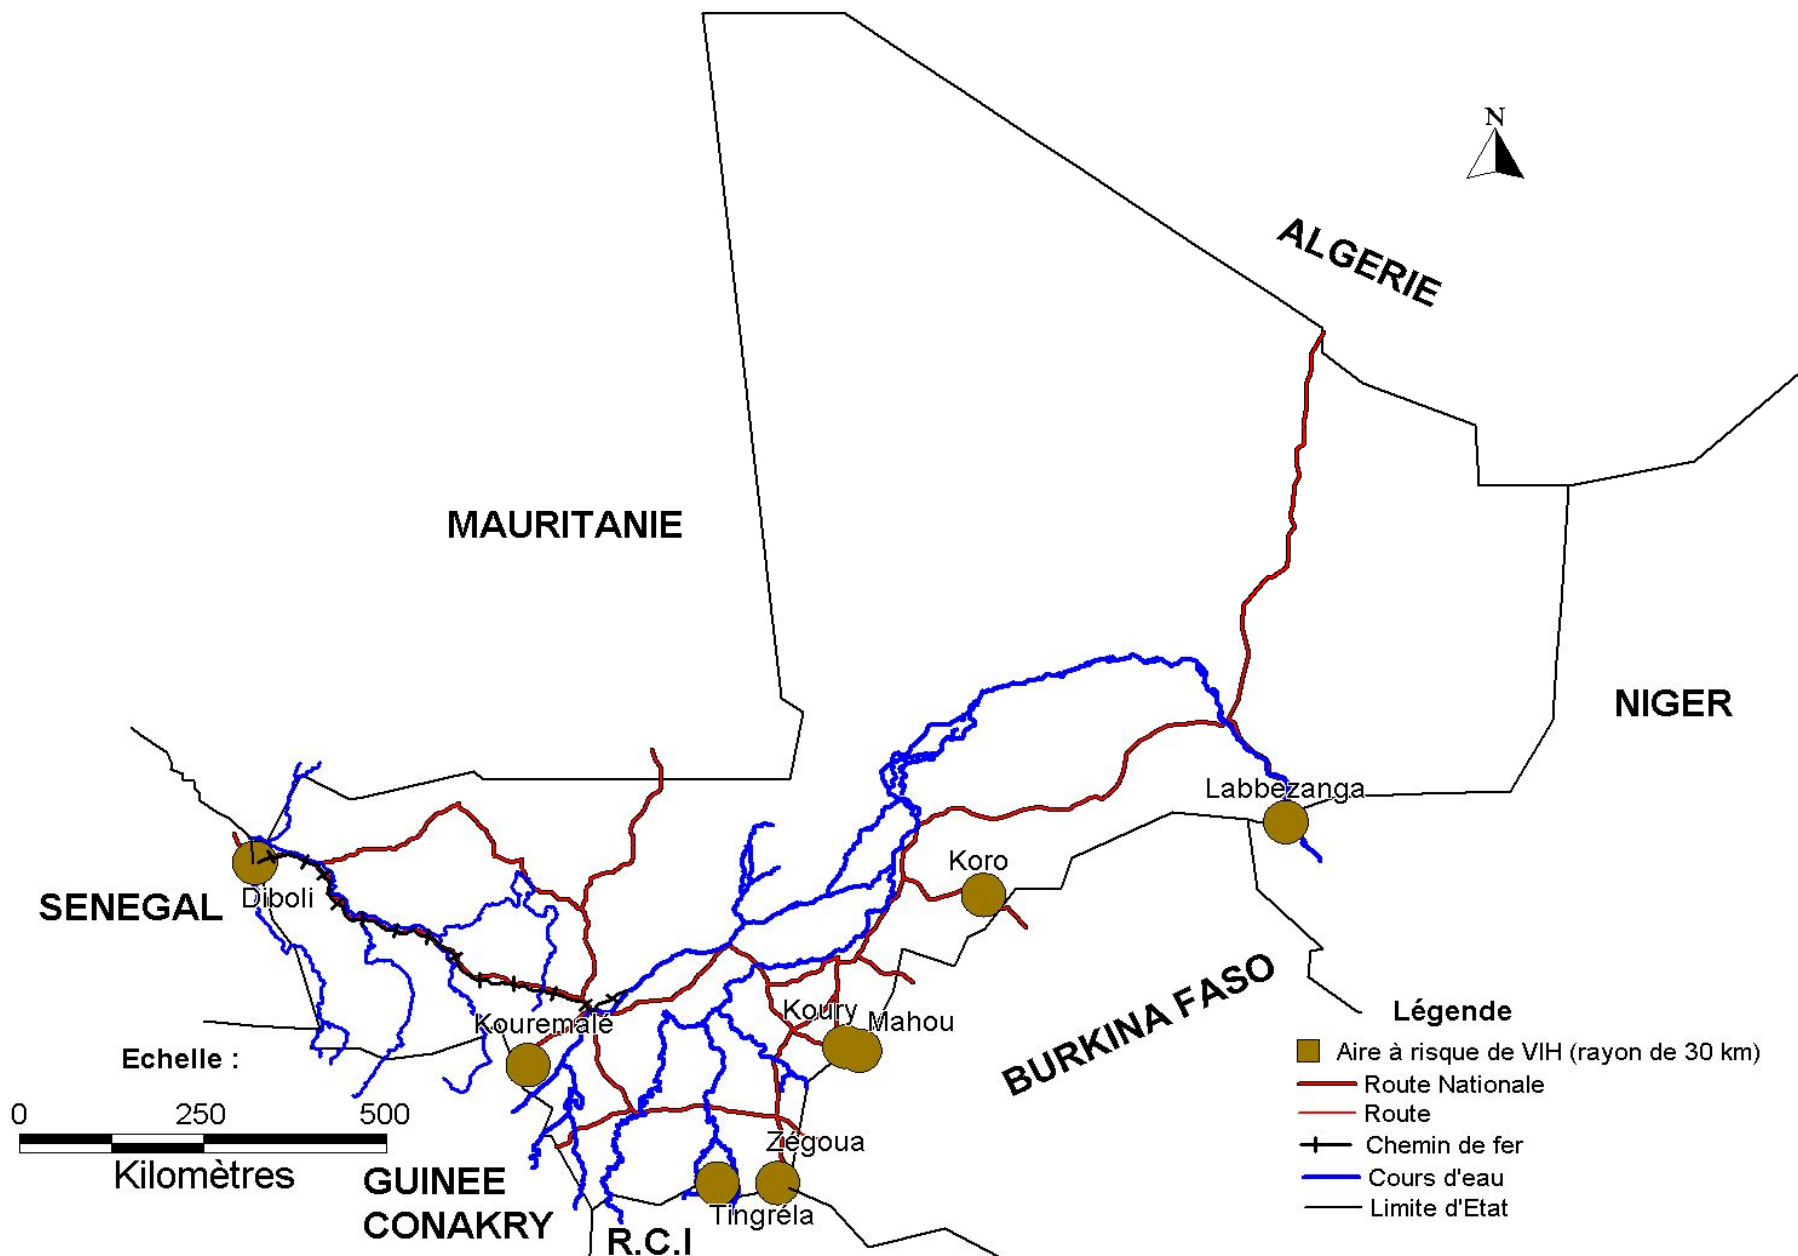 N
ALGERIE
MAURITANIE
NIGER
Labbezanga
Koro
SENEGAL
Diboli
BURKINA FASO
Koury
Mahou
Kouremalé
Echelle :
0 250 500
Kilomètres
Zégoua
Tingréla
GUINEE
CONAKRY
R.C.I
Légende
Aire à risque de VIH (rayon de 30 km)
Route Nationale
Route
Chemin de fer
Cours d'eau
Limite d'Etat